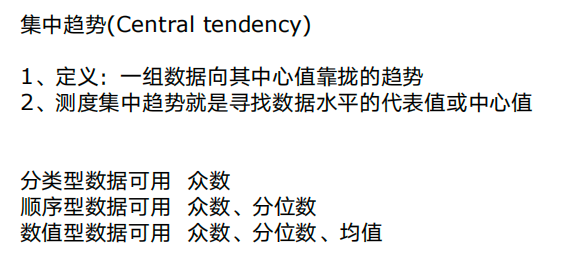 集中趋势(Central tendency)
1、定义：一组数据向其中心值靠拢的趋势
2、测度集中趋势就是寻找数据水平的代表值或中心值
分类型数据可用 众数
顺序型数据可用 众数、分位数
数值型数据可用 众数、分位数、均值